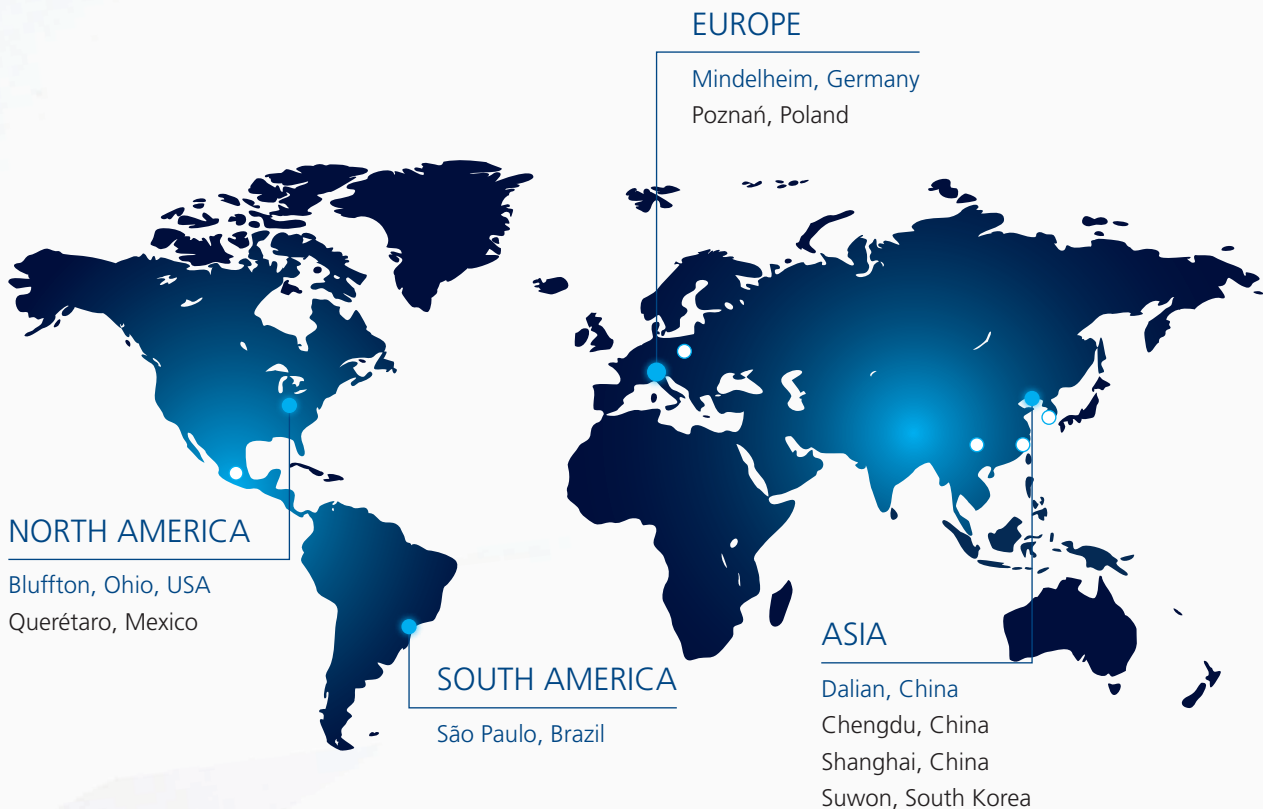 EUROPE
Mindelheim, Germany
Poznań, Poland
NORTH AMERICA
Bluffton, Ohio, USA
Querétaro, Mexico
SOUTH AMERICA
São Paulo, Brazil
ASIA
Dalian, China
Chengdu, China
Shanghai, China
Suwon, South Korea